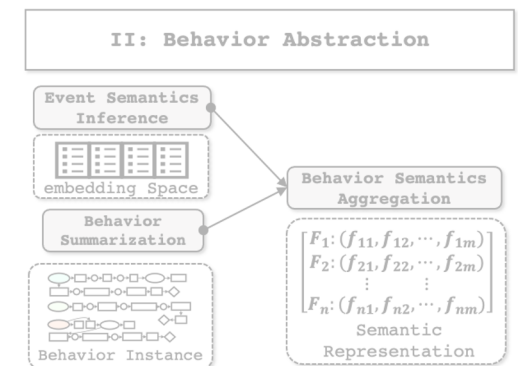 II: Behavior Abstraction
Event Semantics
Inference
embedding Space
Behavior
Summarization
Behavior Instance
Behavior Semantics
Aggregation
F₁: (f₁₁, f₁₂, ⋯, f₁ₘ)
F₂: (f₂₁, f₂₂, ⋯, f₂ₘ)
⋮ ⋮
Fₙ: (fₙ₁, fₙ₂, ⋯, fₙₘ)
Semantic
Representation